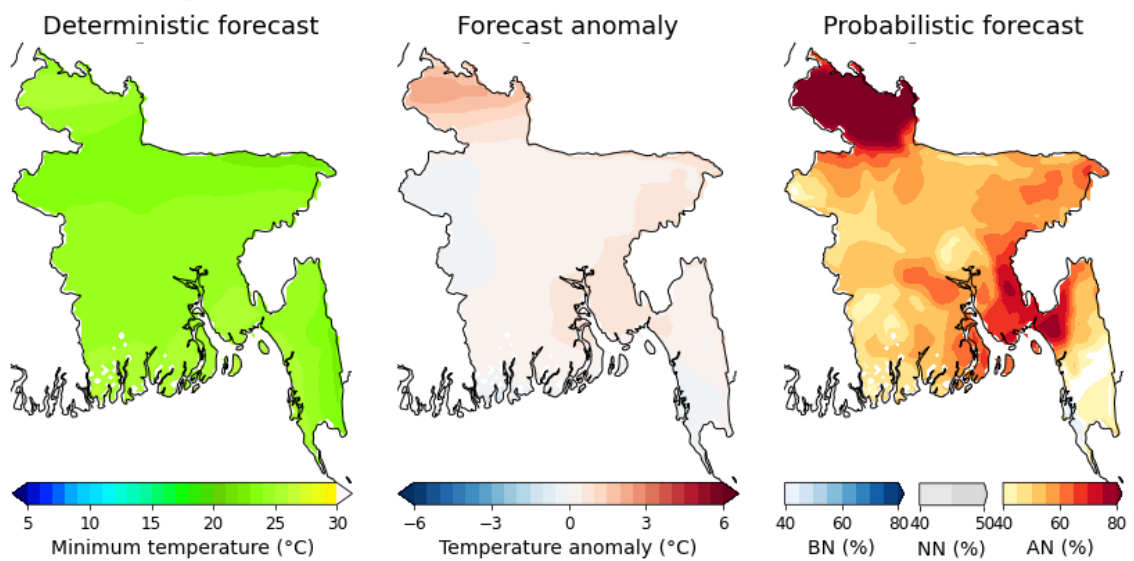 Deterministic forecast
Forecast anomaly
Probabilistic forecast
5 10 15 20 25 30
Minimum temperature (°C)
−6 −3 0 3 6
Temperature anomaly (°C)
40 60 80
BN (%)
40 50
NN (%)
40 60 80
AN (%)